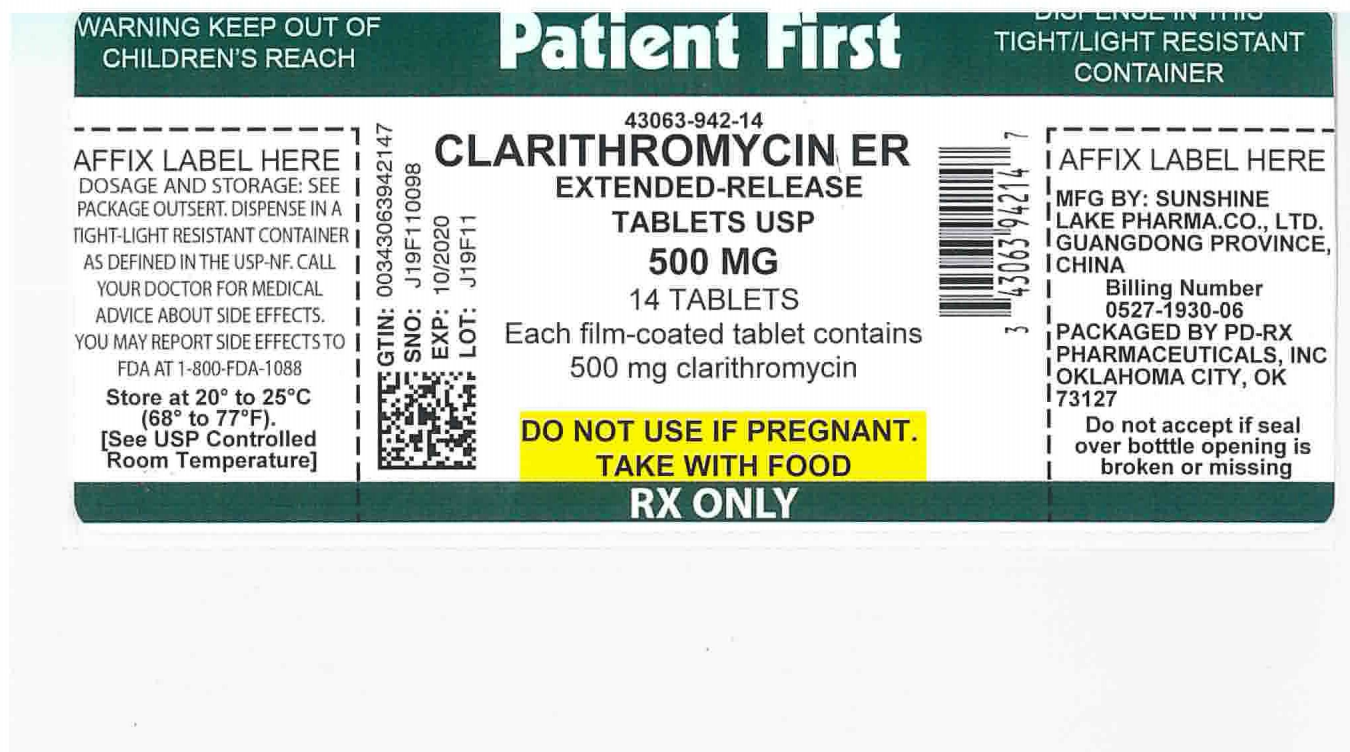 WARNING KEEP OUT OF
CHILDREN'S REACH
Patient First
DISPENSE IN THIS
TIGHT/LIGHT RESISTANT
CONTAINER
AFFIX LABEL HERE
DOSAGE AND STORAGE: SEE
PACKAGE OUTSERT. DISPENSE IN A
TIGHT-LIGHT RESISTANT CONTAINER
AS DEFINED IN THE USP-NF. CALL
YOUR DOCTOR FOR MEDICAL
ADVICE ABOUT SIDE EFFECTS.
YOU MAY REPORT SIDE EFFECTS TO
FDA AT 1-800-FDA-1088
Store at 20° to 25°C
(68° to 77°F).
[See USP Controlled
Room Temperature]
GTIN: 00343063942147
SNO: J19F110098
EXP: 10/2020
LOT: J19F11
43063-942-14
CLARITHROMYCIN ER
EXTENDED-RELEASE
TABLETS USP
500 MG
14 TABLETS
Each film-coated tablet contains
500 mg clarithromycin
DO NOT USE IF PREGNANT.
TAKE WITH FOOD
RX ONLY
3 43063 94214 7
AFFIX LABEL HERE
MFG BY: SUNSHINE
LAKE PHARMA.CO., LTD.
GUANGDONG PROVINCE,
CHINA
Billing Number
0527-1930-06
PACKAGED BY PD-RX
PHARMACEUTICALS, INC
OKLAHOMA CITY, OK
73127
Do not accept if seal
over botttle opening is
broken or missing